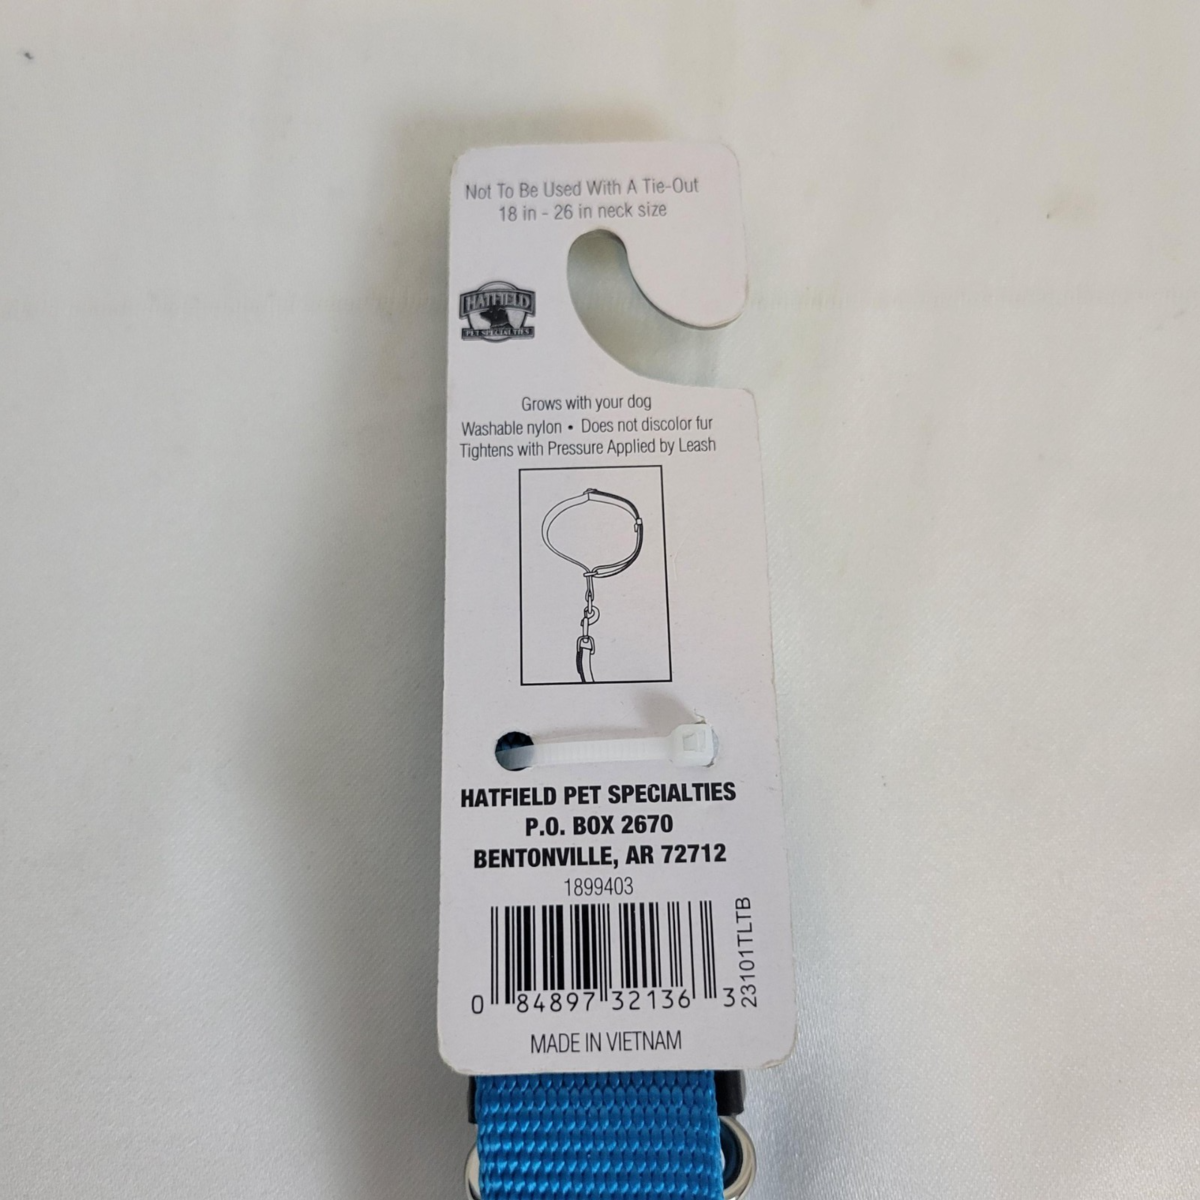 Not To Be Used With A Tie-Out
18 in - 26 in neck size
HATFIELD
PET SPECIALTIES
Grows with your dog
Washable nylon • Does not discolor fur
Tightens with Pressure Applied by Leash
HATFIELD PET SPECIALTIES
P.O. BOX 2670
BENTONVILLE, AR 72712
1899403
0 84897 32136 3
23101TLTB
MADE IN VIETNAM